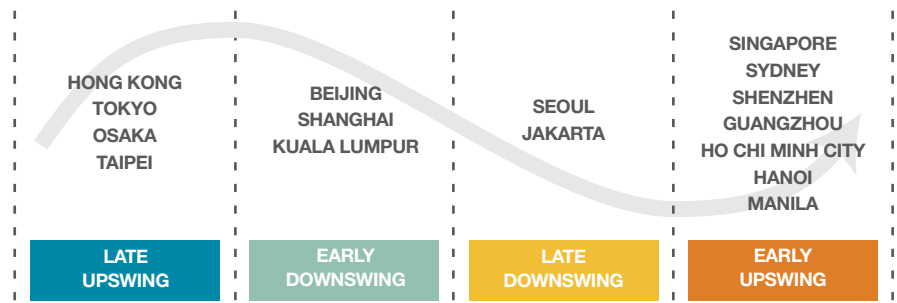 HONG KONG
TOKYO
OSAKA
TAIPEI
BEIJING
SHANGHAI
KUALA LUMPUR
SEOUL
JAKARTA
SINGAPORE
SYDNEY
SHENZHEN
GUANGZHOU
HO CHI MINH CITY
HANOI
MANILA
LATE
UPSWING
EARLY
DOWNSWING
LATE
DOWNSWING
EARLY
UPSWING